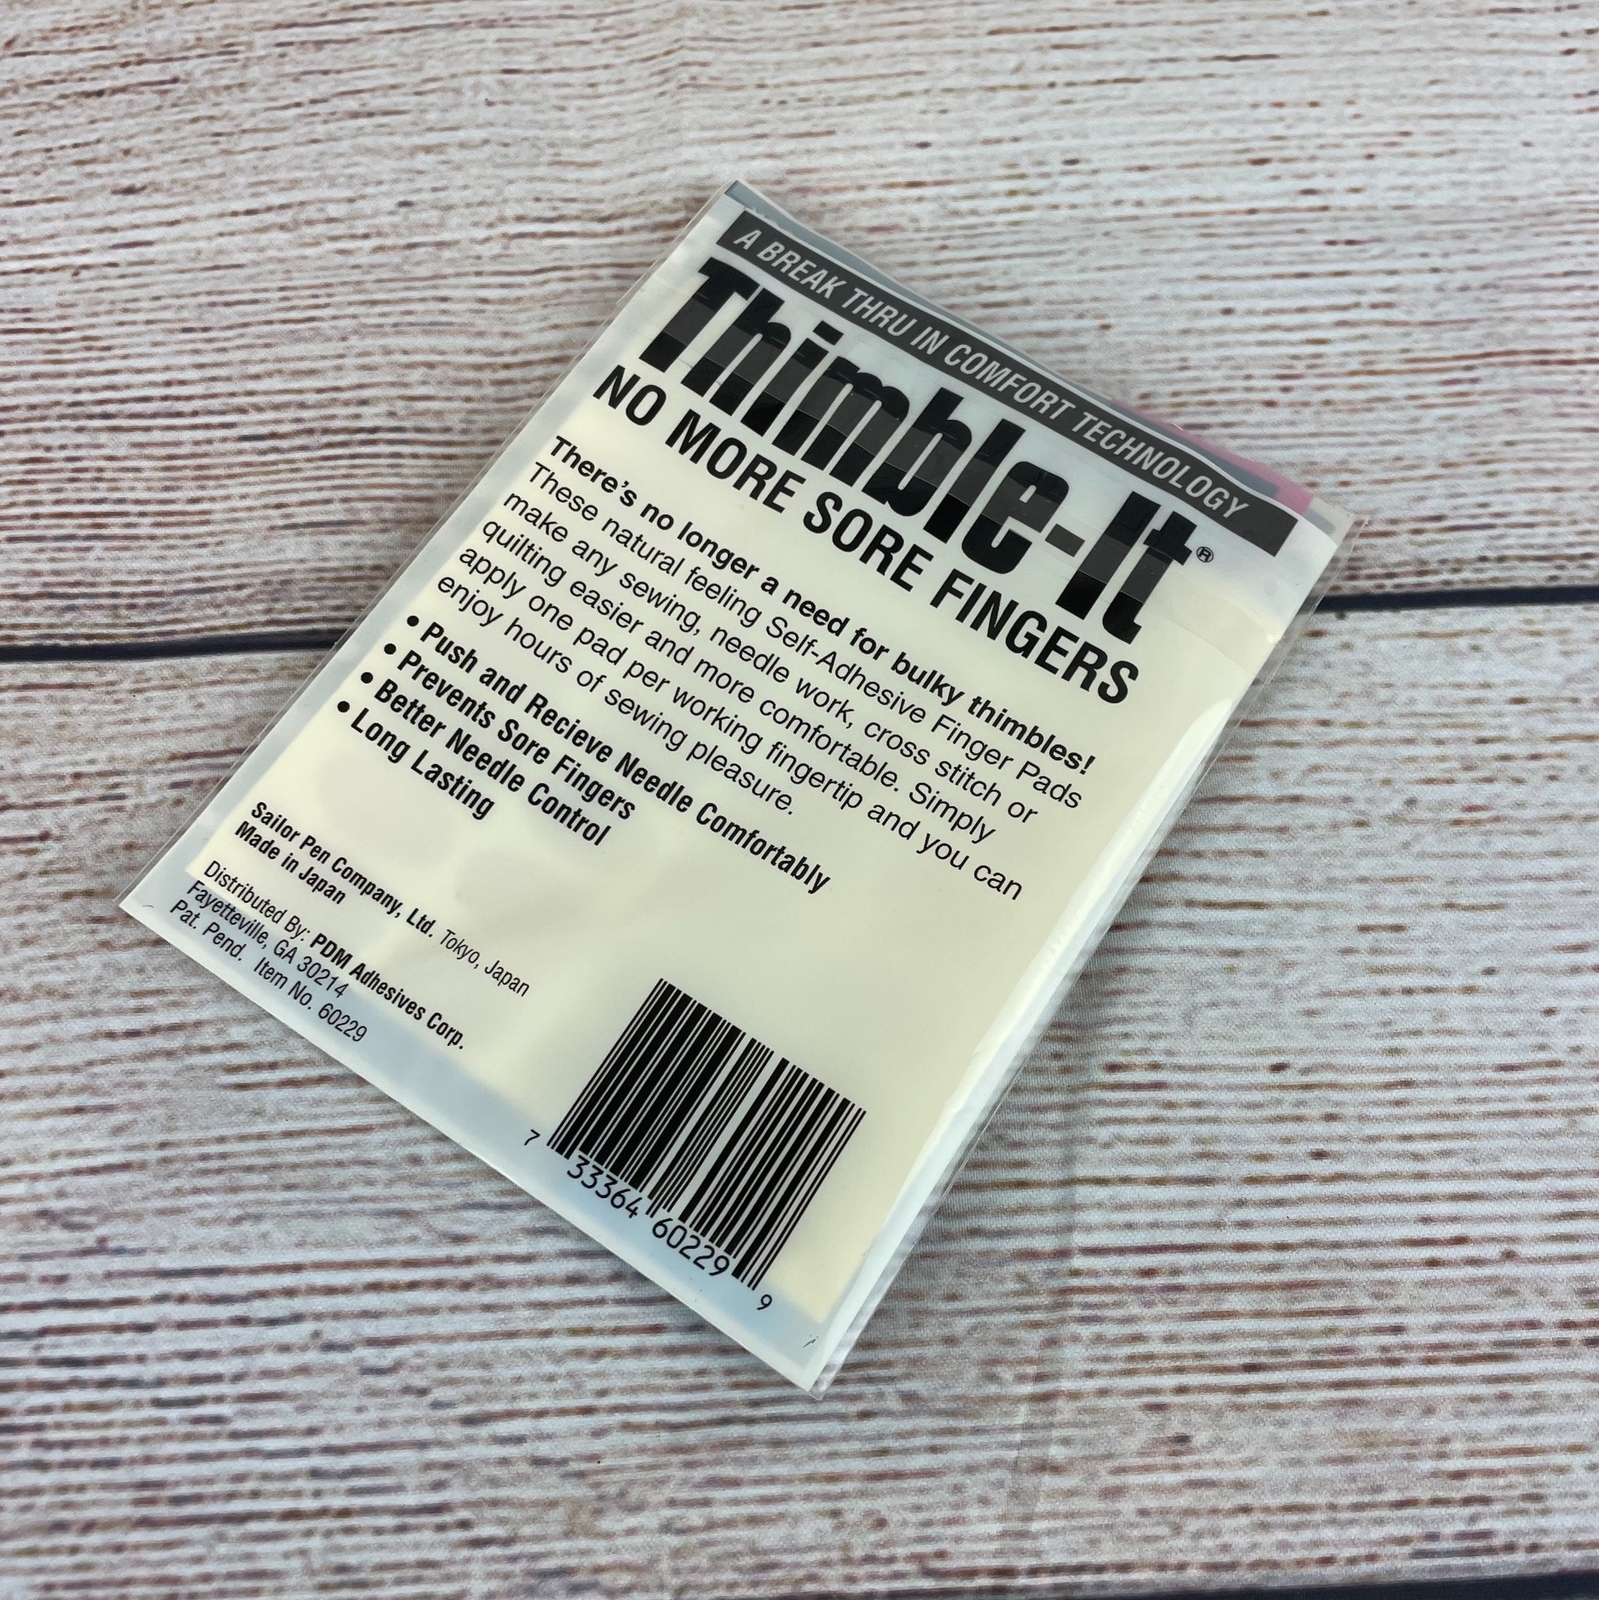 A BREAK THRU IN COMFORT TECHNOLOGY
Thimble-It®
NO MORE SORE FINGERS
There's no longer a need for bulky thimbles!
These natural feeling Self-Adhesive Finger Pads
make any sewing, needle work, cross stitch or
quilting easier and more comfortable. Simply
apply one pad per working fingertip and you can
enjoy hours of sewing pleasure.
• Push and Recieve Needle Comfortably
• Prevents Sore Fingers
• Better Needle Control
• Long Lasting
Sailor Pen Company, Ltd. Tokyo, Japan
Made in Japan
Distributed By: PDM Adhesives Corp.
Fayetteville, GA 30214
Pat. Pend. Item No. 60229
7 33364 60229 9